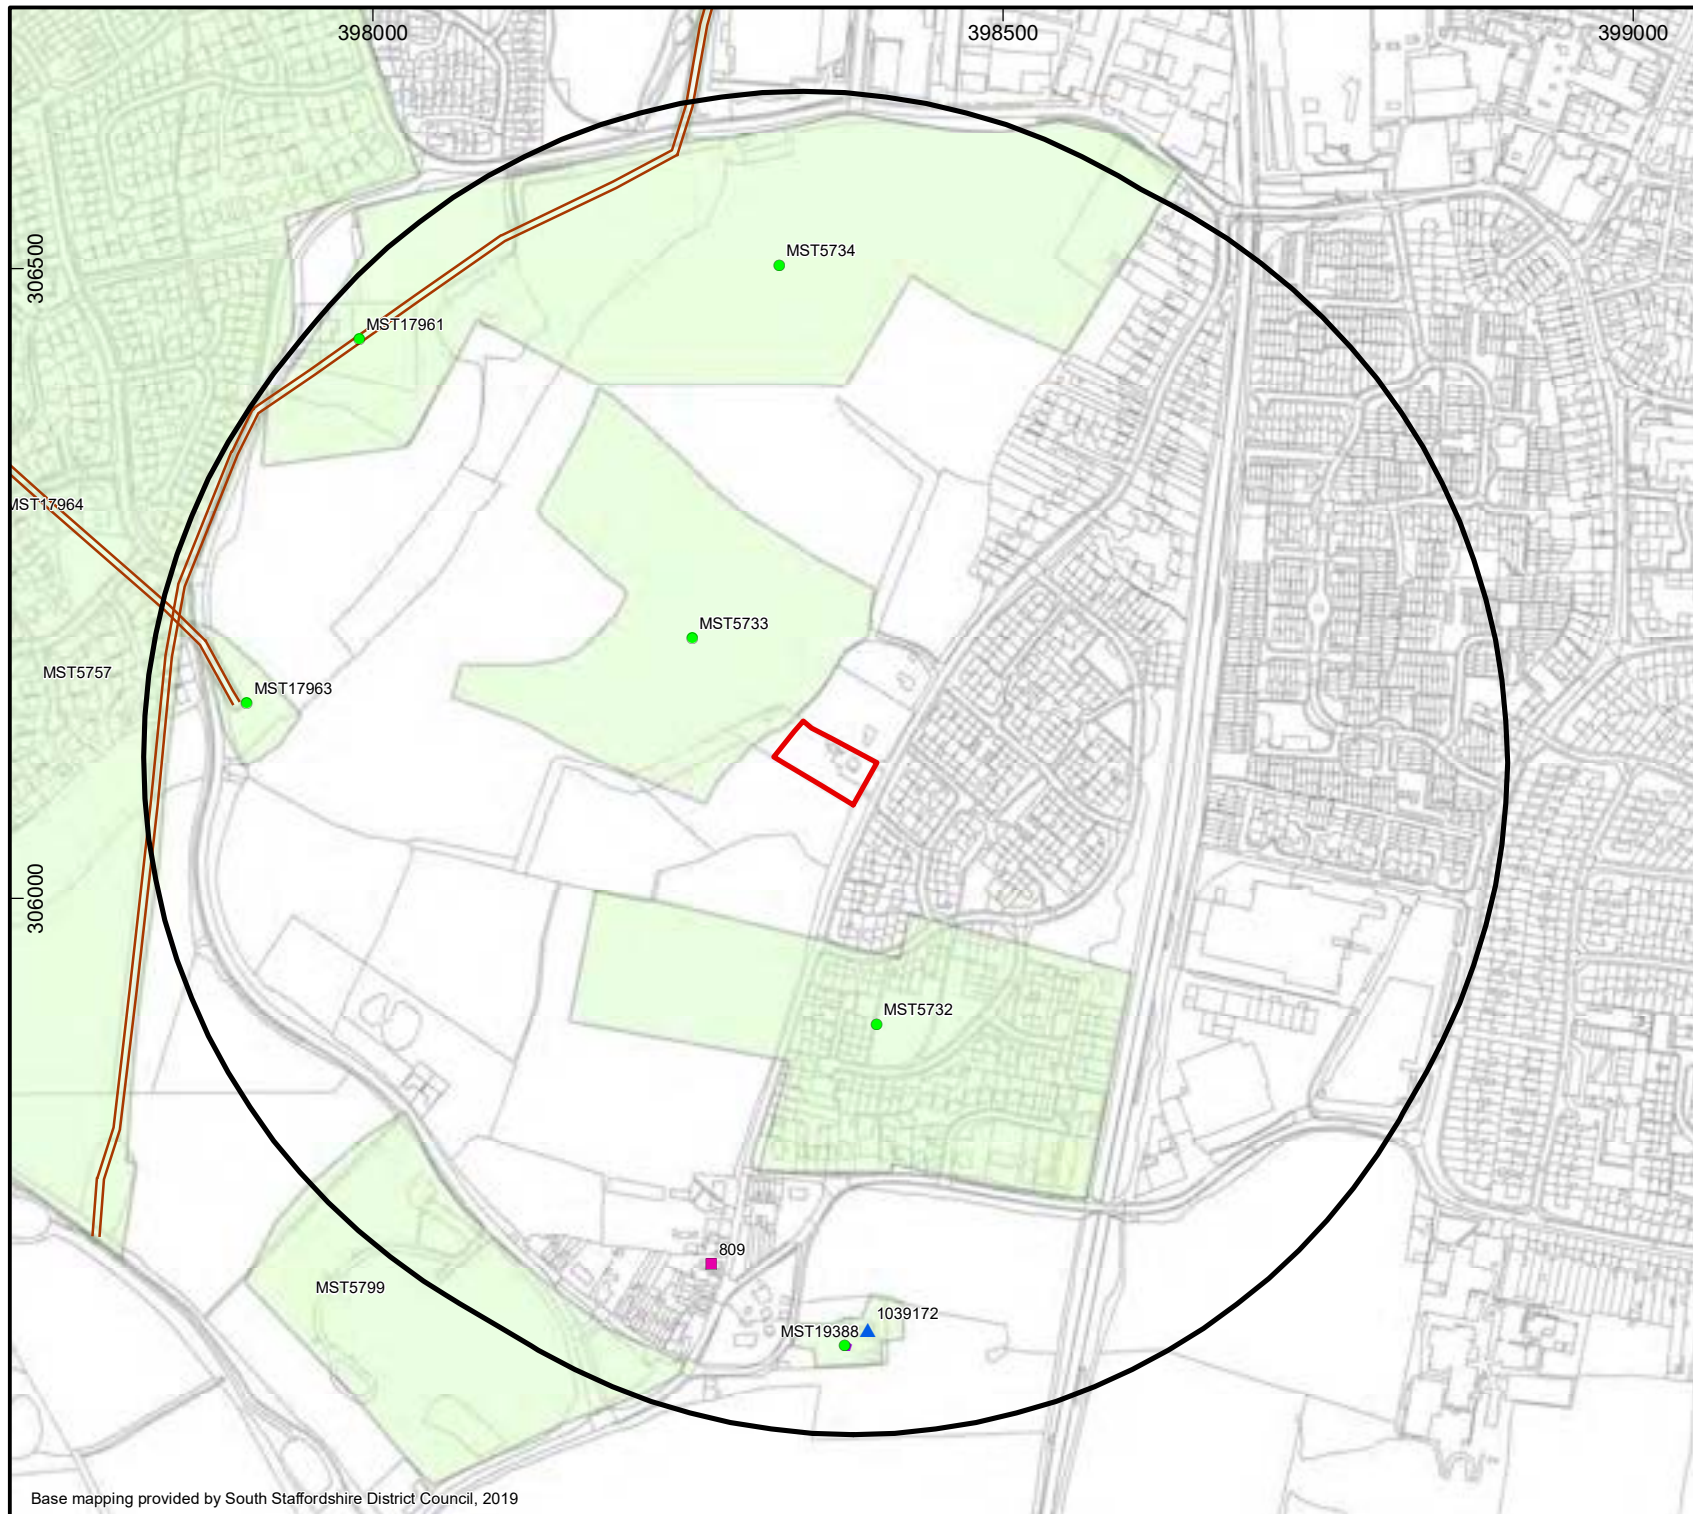 398000
398500
399000
306500
MST5734
MST17961
MST17964
MST5733
MST5757
MST17963
306000
MST5732
809
MST5799
1039172
MST19388
Base mapping provided by South Staffordshire District Council, 2019